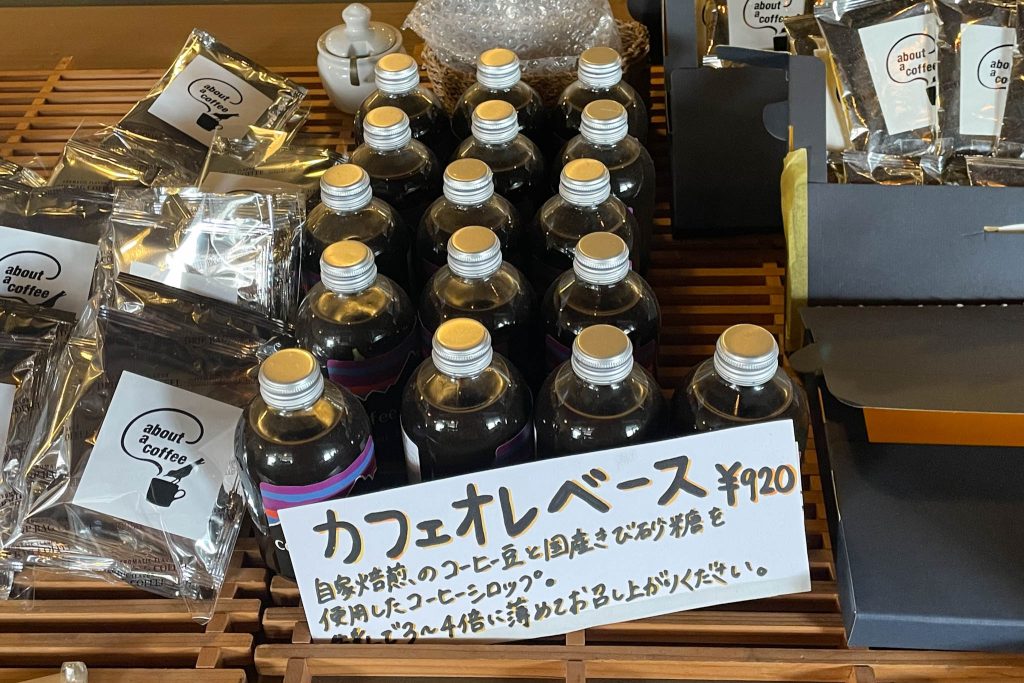 about
a
coffee
about
a
coffee
about
a
coffee
about
a
coffee
about
a
coffee
カフェオレベース ¥920
自家焙煎のコーヒー豆と国産きび砂糖を
使用したコーヒーシロップ。
で3〜4倍に薄めてお召し上がりください。